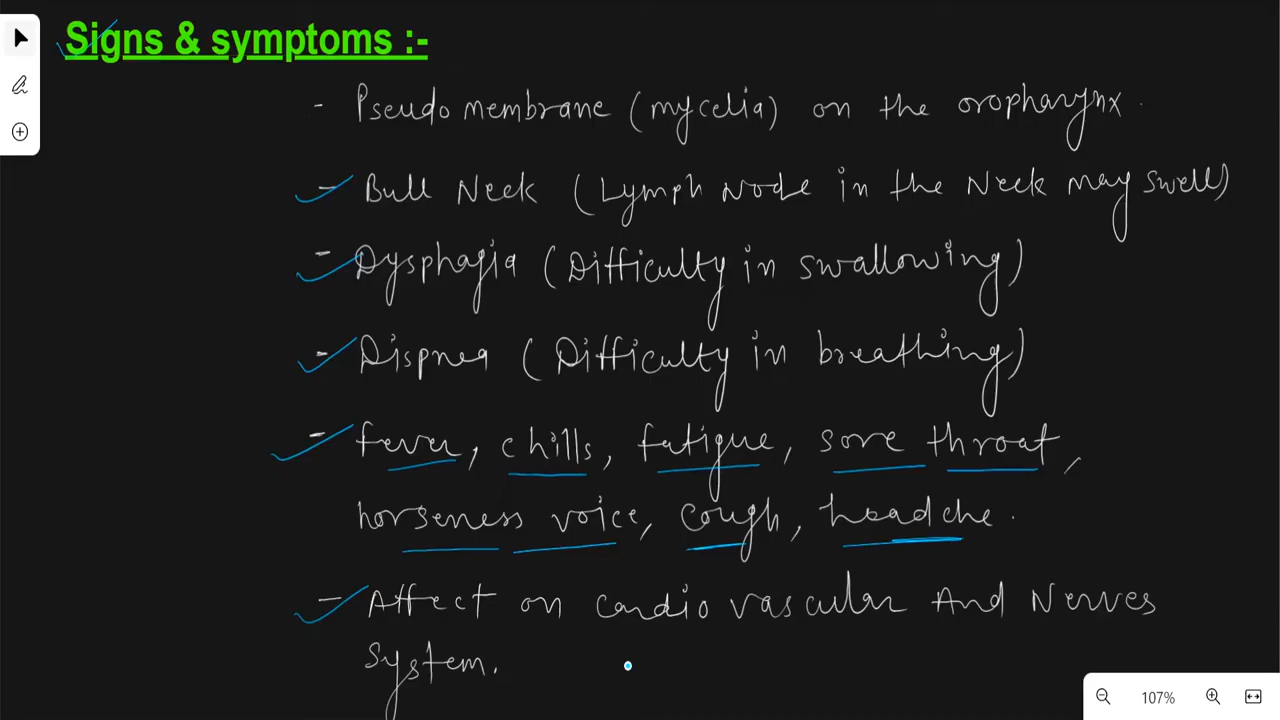 Signs & symptoms :-
- Pseudo membrane (mycelia) on the oropharynx.
- Bull Neck (Lymph Node in the Neck may swell)
- Dysphagia (Difficulty in swallowing)
- Dispnea (Difficulty in breathing)
- fever, chills, fatigue, sore throat,
horseness voice, cough, headche.
- Affect on cardio vascular And Nerves
system.
107%